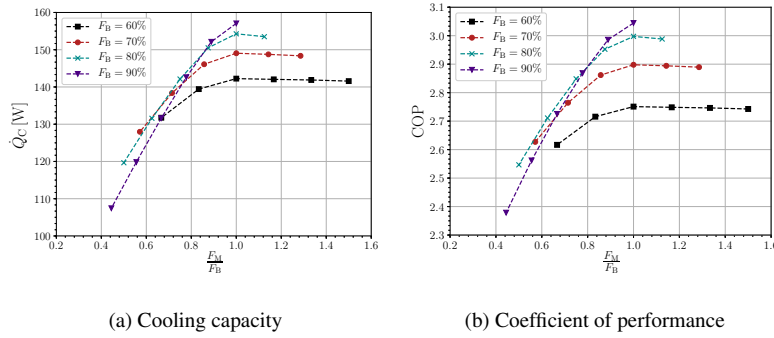 F_B = 60%
F_B = 70%
F_B = 80%
F_B = 90%
160
150
140
130
120
110
100
Q̇_C [W]
0.2 0.4 0.6 0.8 1.0 1.2 1.4 1.6
F_M
F_B
(a) Cooling capacity
F_B = 60%
F_B = 70%
F_B = 80%
F_B = 90%
3.1
3.0
2.9
2.8
2.7
2.6
2.5
2.4
2.3
COP
0.2 0.4 0.6 0.8 1.0 1.2 1.4 1.6
F_M
F_B
(b) Coefficient of performance